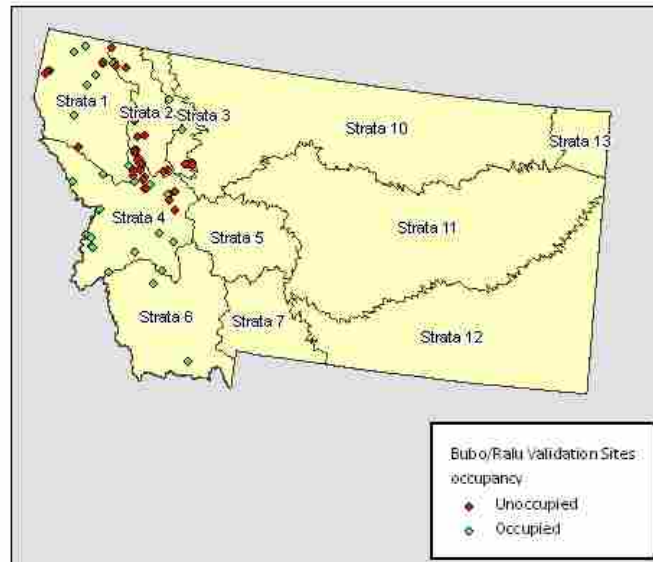 Strata 1
Strata 2
Strata 3
Strata 10
Strata 13
Strata 4
Strata 5
Strata 11
Strata 6
Strata 7
Strata 12
Bubo/Ralu Validation Sites
occupancy
Unoccupied
Occupied